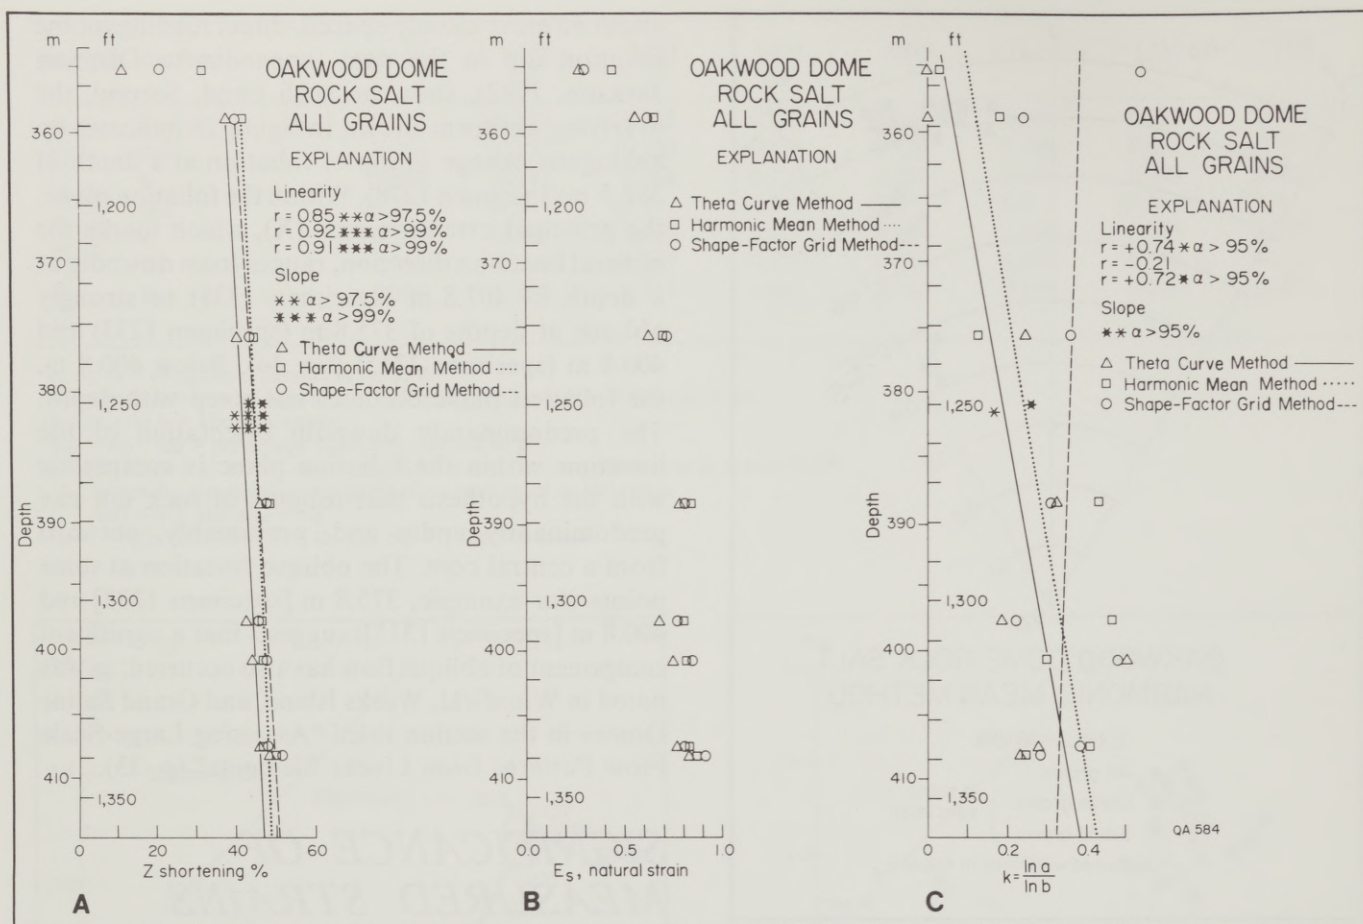 m ft
OAKWOOD DOME
ROCK SALT
ALL GRAINS
EXPLANATION
Linearity
r = 0.85 ** α > 97.5%
r = 0.92 *** α > 99%
r = 0.91 *** α > 99%
Slope
** α > 97.5%
*** α > 99%
△ Theta Curve Method ——
□ Harmonic Mean Method ·····
○ Shape-Factor Grid Method ---
360
1,200
370
380
1,250
390
1,300
400
410
1,350
Depth
0 20 40 60
Z shortening %
A
m ft
OAKWOOD DOME
ROCK SALT
ALL GRAINS
EXPLANATION
△ Theta Curve Method ——
□ Harmonic Mean Method ····
○ Shape-Factor Grid Method ---
360
1,200
370
380
1,250
390
1,300
400
410
1,350
Depth
0 0.5 1.0
Es, natural strain
B
m ft
OAKWOOD DOME
ROCK SALT
ALL GRAINS
EXPLANATION
Linearity
r = +0.74 * α > 95%
r = −0.21
r = +0.72 * α > 95%
Slope
** α > 95%
△ Theta Curve Method ——
□ Harmonic Mean Method ·····
○ Shape-Factor Grid Method ---
360
1,200
370
380
1,250
390
1,300
400
410
1,350
Depth
0 0.2 0.4
k = ln a / ln b
QA 584
C